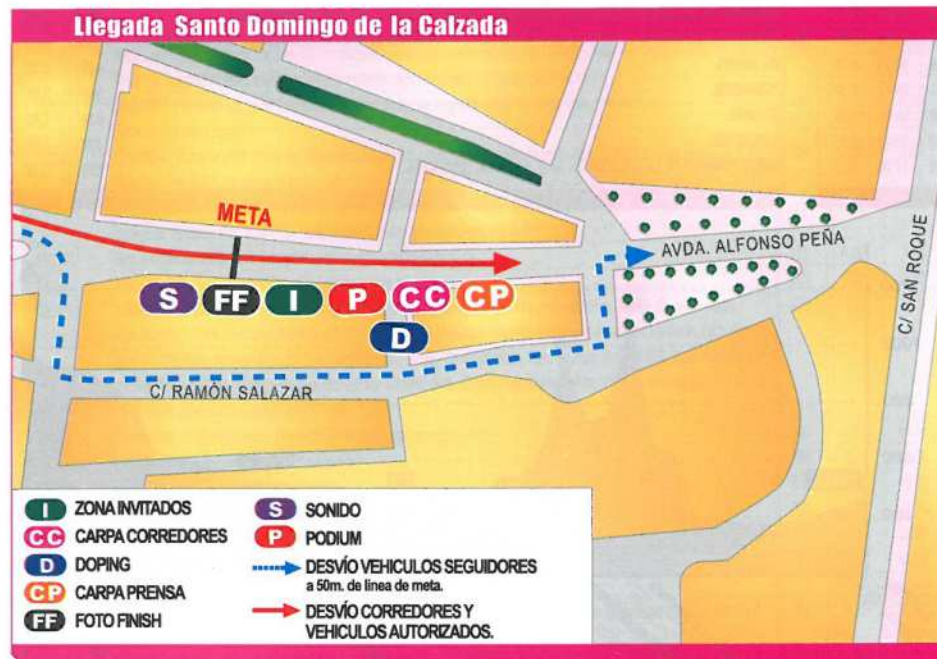 Llegada Santo Domingo de la Calzada
META
AVDA. ALFONSO PEÑA
C/ SAN ROQUE
S FF I P CC CP
D
C/ RAMÓN SALAZAR
I ZONA INVITADOS
CC CARPA CORREDORES
D DOPING
CP CARPA PRENSA
FF FOTO FINISH
S SONIDO
P PODIUM
DESVÍO VEHICULOS SEGUIDORES
a 50m. de linea de meta.
DESVÍO CORREDORES Y
VEHICULOS AUTORIZADOS.